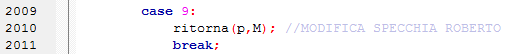 2009 case 9:
2010 ritorna(p,M); //MODIFICA SPECCHIA ROBERTO
2011 break;